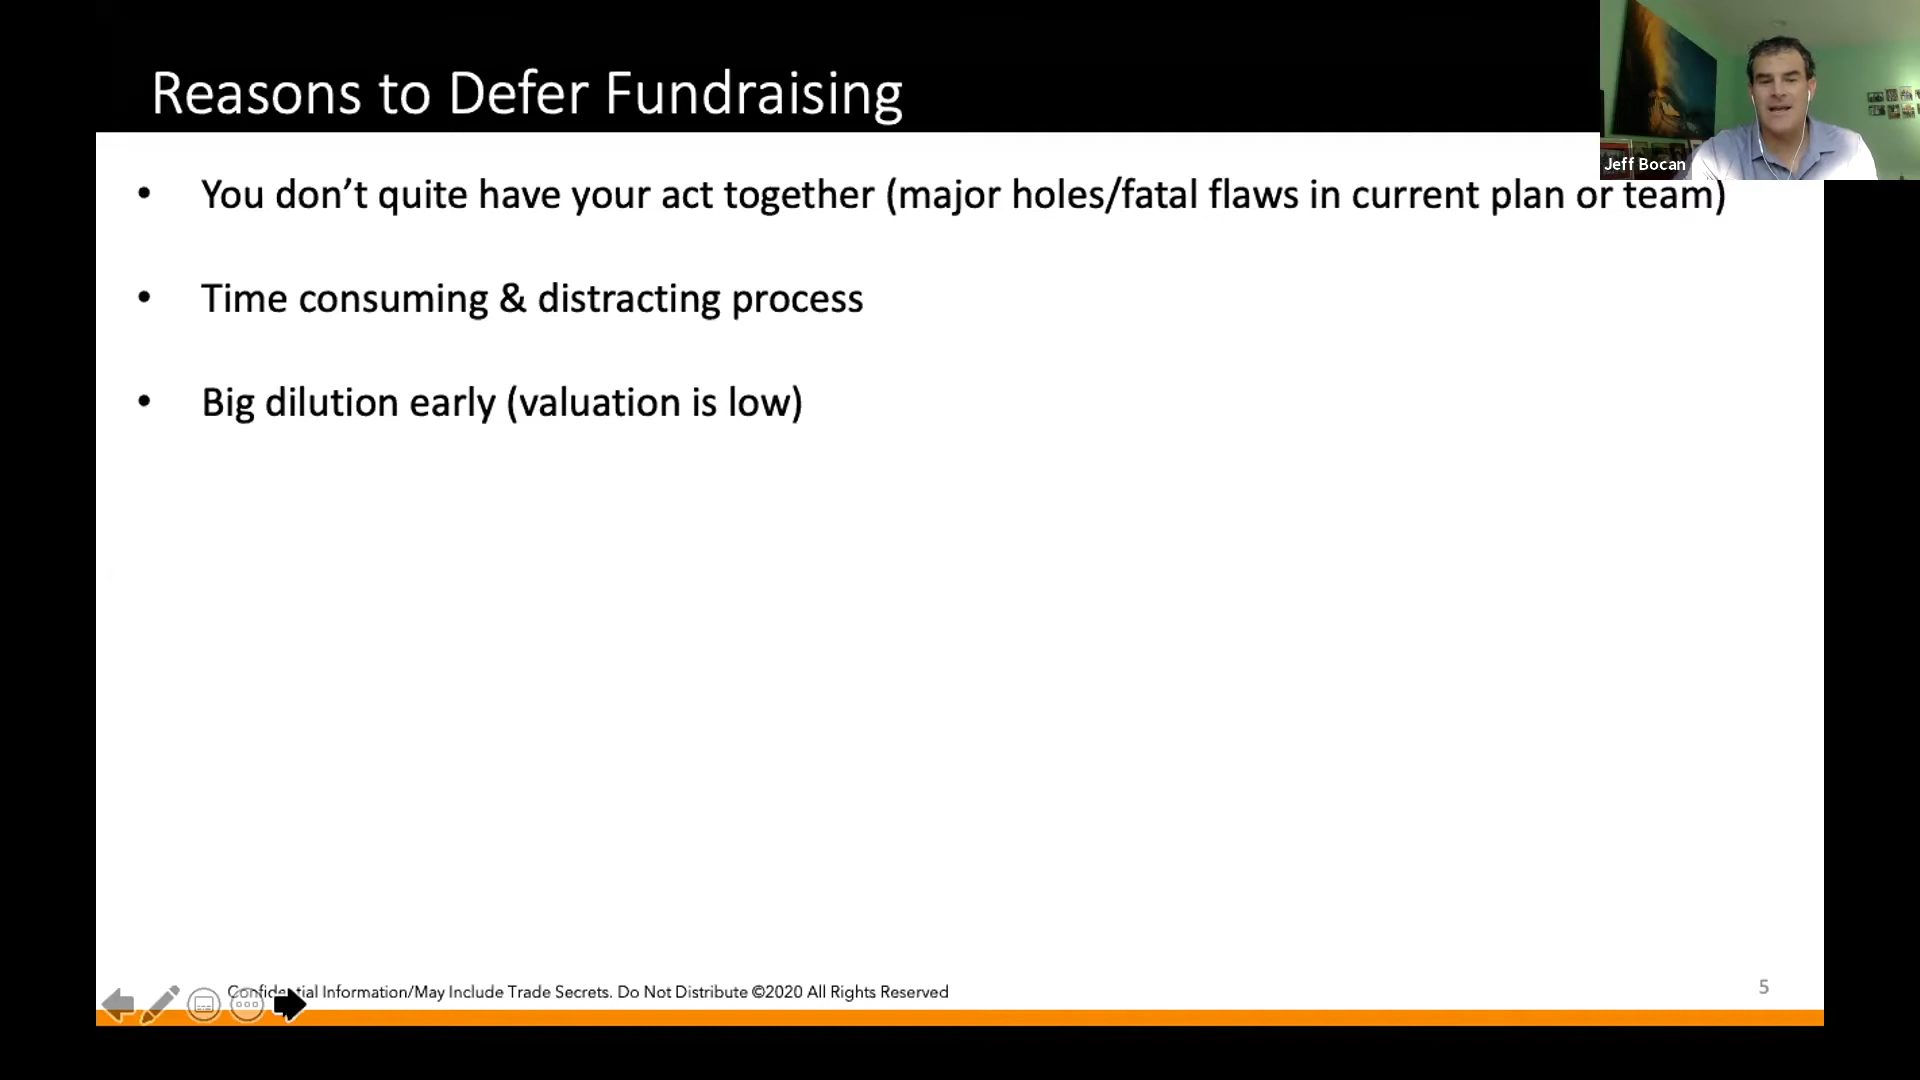 Reasons to Defer Fundraising
Jeff Bocan
• You don’t quite have your act together (major holes/fatal flaws in current plan or team)
• Time consuming & distracting process
• Big dilution early (valuation is low)
Confidential Information/May Include Trade Secrets. Do Not Distribute ©2020 All Rights Reserved
5